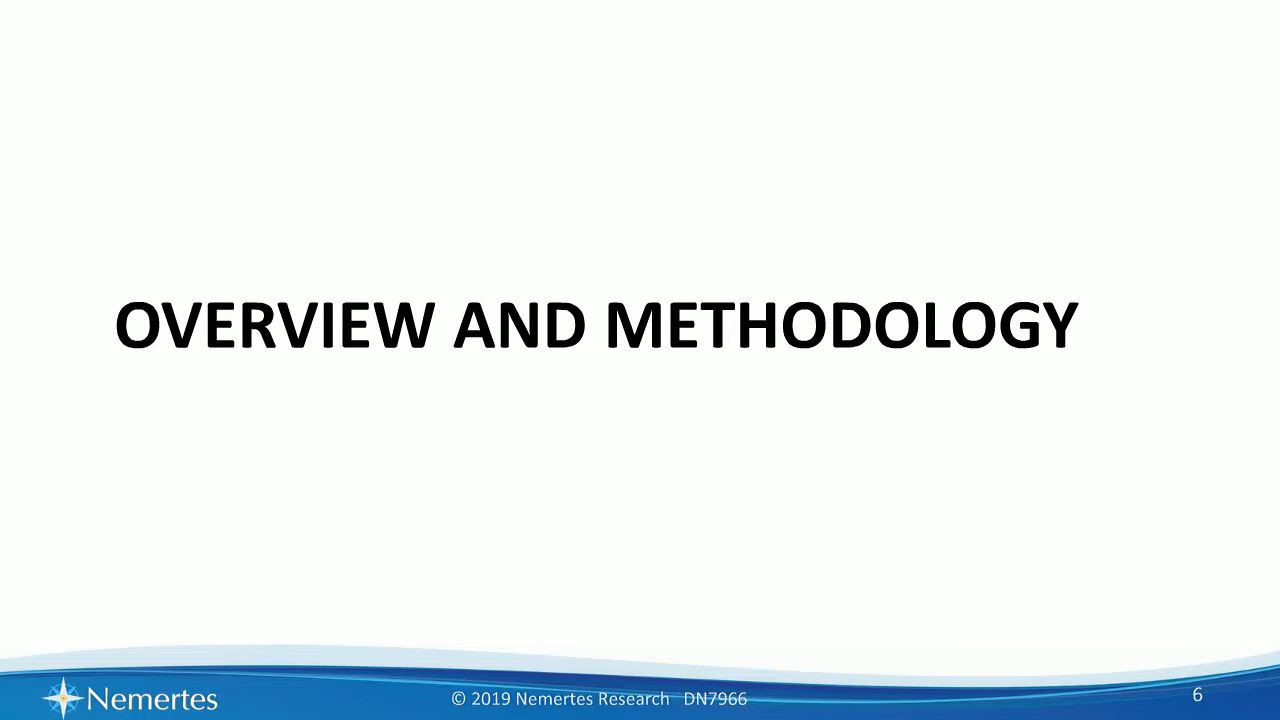 OVERVIEW AND METHODOLOGY
Nemertes
© 2019 Nemertes Research DN7966
6